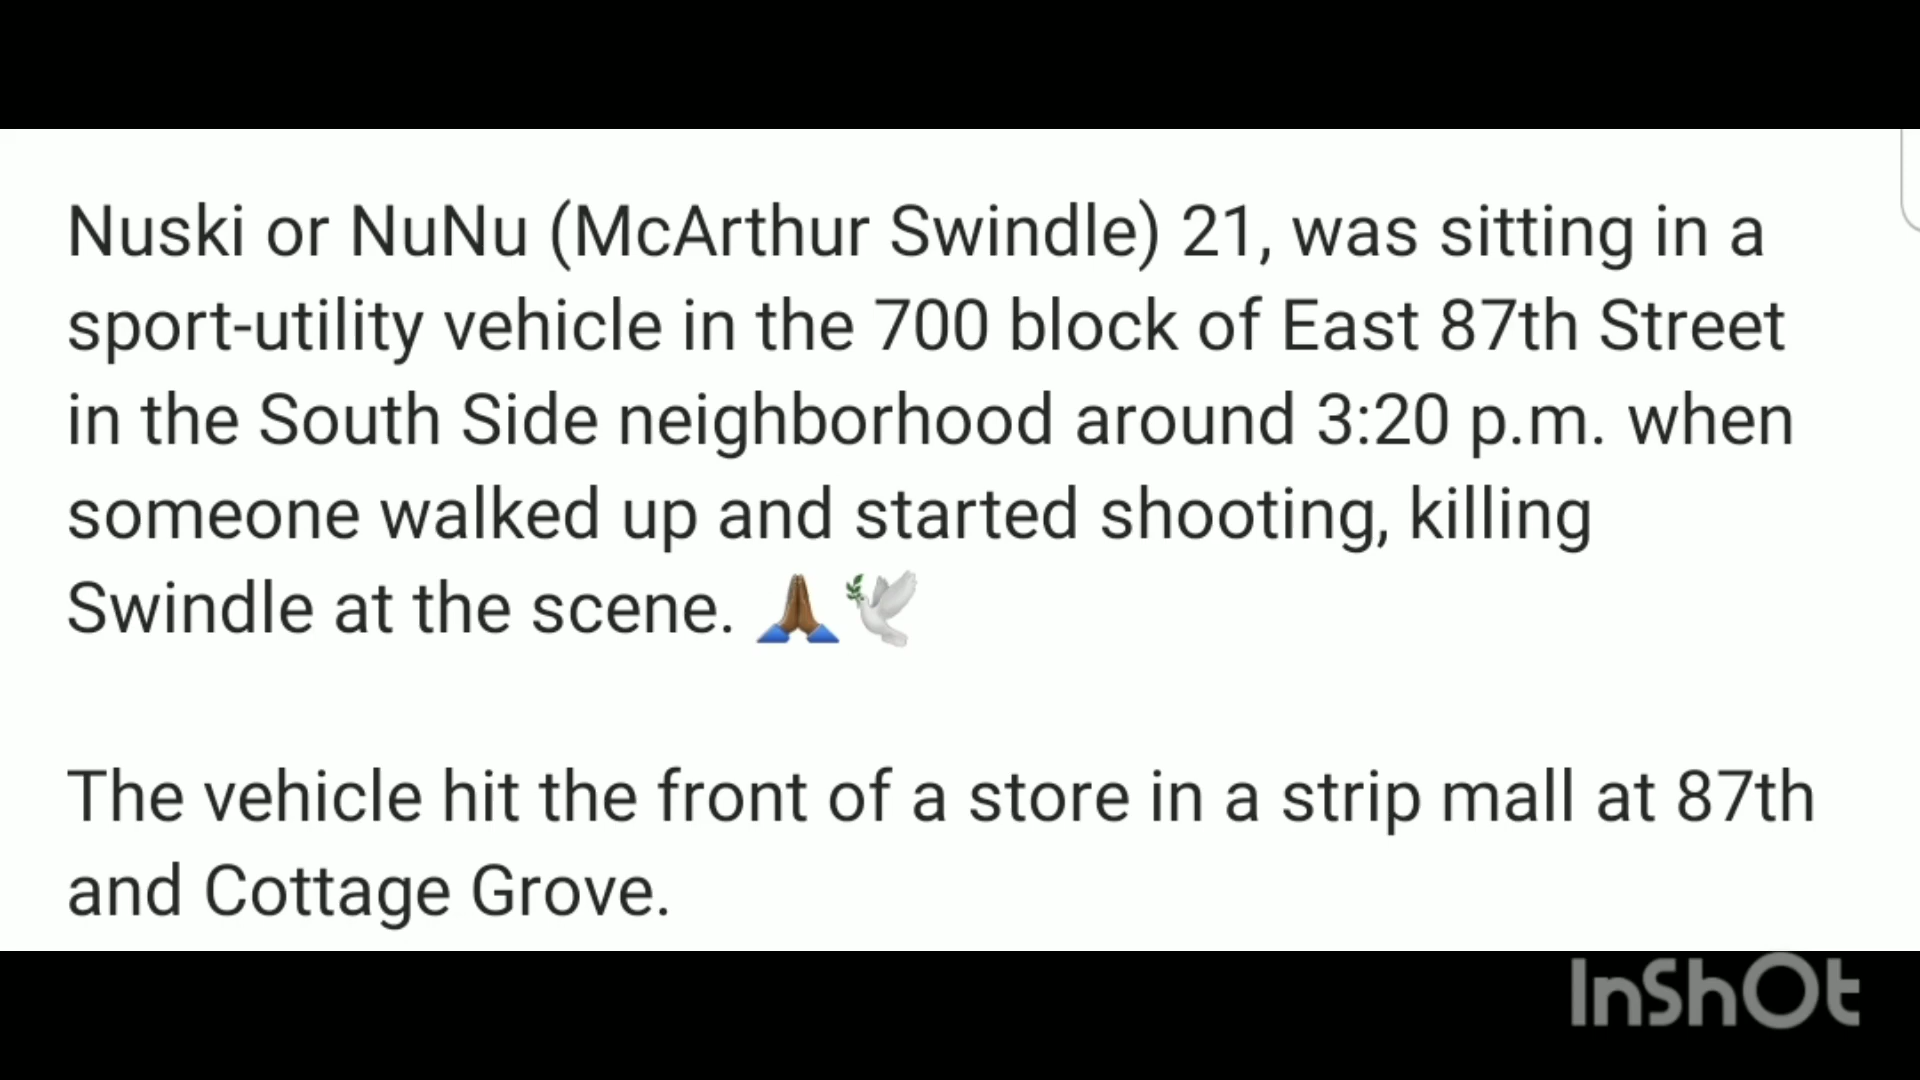 Nuski or NuNu (McArthur Swindle) 21, was sitting in a
sport-utility vehicle in the 700 block of East 87th Street
in the South Side neighborhood around 3:20 p.m. when
someone walked up and started shooting, killing
Swindle at the scene. 🙏🏾🕊
The vehicle hit the front of a store in a strip mall at 87th
and Cottage Grove.
InShOt